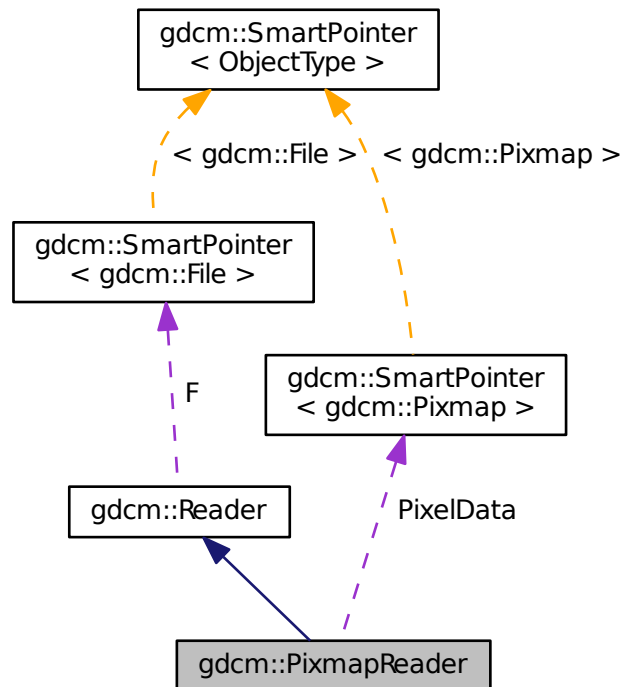 gdcm::SmartPointer
< ObjectType >
< gdcm::File >
< gdcm::Pixmap >
gdcm::SmartPointer
< gdcm::File >
gdcm::SmartPointer
< gdcm::Pixmap >
F
gdcm::Reader
PixelData
gdcm::PixmapReader